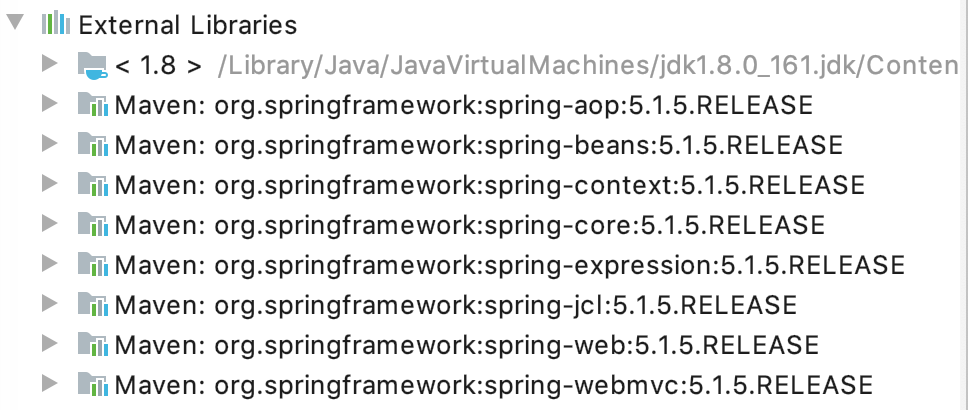 External Libraries
< 1.8 > /Library/Java/JavaVirtualMachines/jdk1.8.0_161.jdk/Conten
Maven: org.springframework:spring-aop:5.1.5.RELEASE
Maven: org.springframework:spring-beans:5.1.5.RELEASE
Maven: org.springframework:spring-context:5.1.5.RELEASE
Maven: org.springframework:spring-core:5.1.5.RELEASE
Maven: org.springframework:spring-expression:5.1.5.RELEASE
Maven: org.springframework:spring-jcl:5.1.5.RELEASE
Maven: org.springframework:spring-web:5.1.5.RELEASE
Maven: org.springframework:spring-webmvc:5.1.5.RELEASE